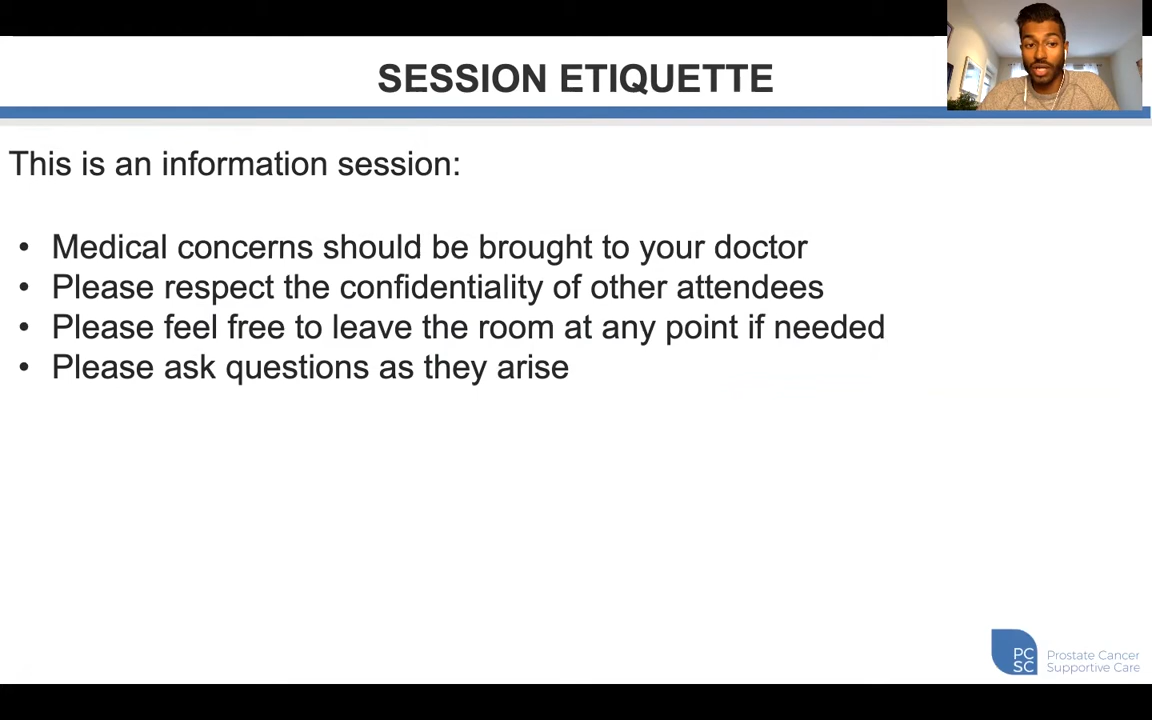 SESSION ETIQUETTE
This is an information session:
• Medical concerns should be brought to your doctor
• Please respect the confidentiality of other attendees
• Please feel free to leave the room at any point if needed
• Please ask questions as they arise
PC
SC
Prostate Cancer
Supportive Care